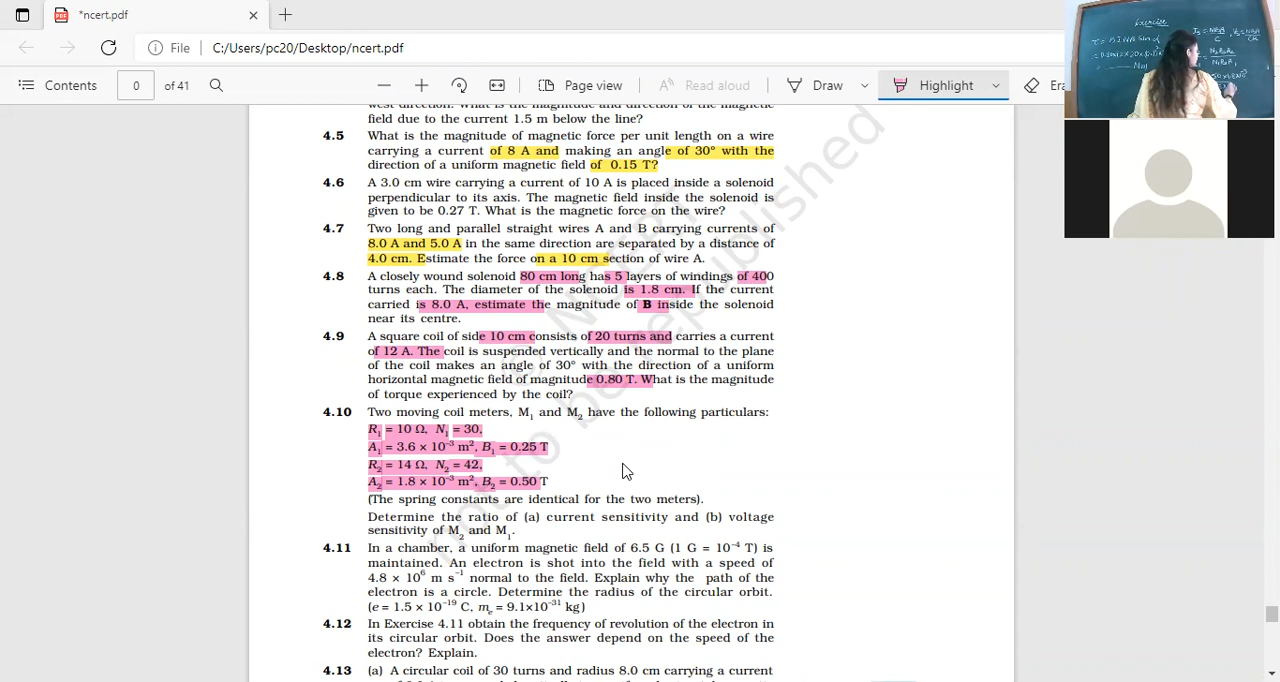 *ncert.pdf
File C:/Users/pc20/Desktop/ncert.pdf
Contents 0 of 41 Page view Read aloud Draw Highlight Era
west direction. What is the magnitude and direction of the magnetic
field due to the current 1.5 m below the line?
4.5 What is the magnitude of magnetic force per unit length on a wire
carrying a current of 8 A and making an angle of 30° with the
direction of a uniform magnetic field of 0.15 T?
4.6 A 3.0 cm wire carrying a current of 10 A is placed inside a solenoid
perpendicular to its axis. The magnetic field inside the solenoid is
given to be 0.27 T. What is the magnetic force on the wire?
4.7 Two long and parallel straight wires A and B carrying currents of
8.0 A and 5.0 A in the same direction are separated by a distance of
4.0 cm. Estimate the force on a 10 cm section of wire A.
4.8 A closely wound solenoid 80 cm long has 5 layers of windings of 400
turns each. The diameter of the solenoid is 1.8 cm. If the current
carried is 8.0 A, estimate the magnitude of B inside the solenoid
near its centre.
4.9 A square coil of side 10 cm consists of 20 turns and carries a current
of 12 A. The coil is suspended vertically and the normal to the plane
of the coil makes an angle of 30° with the direction of a uniform
horizontal magnetic field of magnitude 0.80 T. What is the magnitude
of torque experienced by the coil?
4.10 Two moving coil meters, M₁ and M₂ have the following particulars:
R₁ = 10 Ω, N₁ = 30,
A₁ = 3.6 × 10⁻³ m², B₁ = 0.25 T
R₂ = 14 Ω, N₂ = 42,
A₂ = 1.8 × 10⁻³ m², B₂ = 0.50 T
(The spring constants are identical for the two meters).
Determine the ratio of (a) current sensitivity and (b) voltage
sensitivity of M₂ and M₁.
4.11 In a chamber, a uniform magnetic field of 6.5 G (1 G = 10⁻⁴ T) is
maintained. An electron is shot into the field with a speed of
4.8 × 10⁶ m s⁻¹ normal to the field. Explain why the path of the
electron is a circle. Determine the radius of the circular orbit.
(e = 1.5 × 10⁻¹⁹ C, mₑ = 9.1×10⁻³¹ kg)
4.12 In Exercise 4.11 obtain the frequency of revolution of the electron in
its circular orbit. Does the answer depend on the speed of the
electron? Explain.
4.13 (a) A circular coil of 30 turns and radius 8.0 cm carrying a current
not to be republished
Exercise